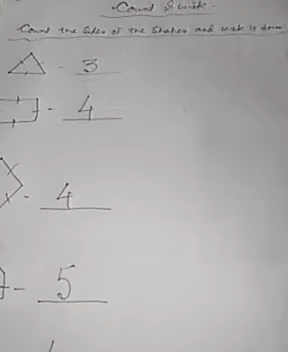 Count & write.
Count the sides of the shapes and write it down
- 3
- 4
- 4
- 5